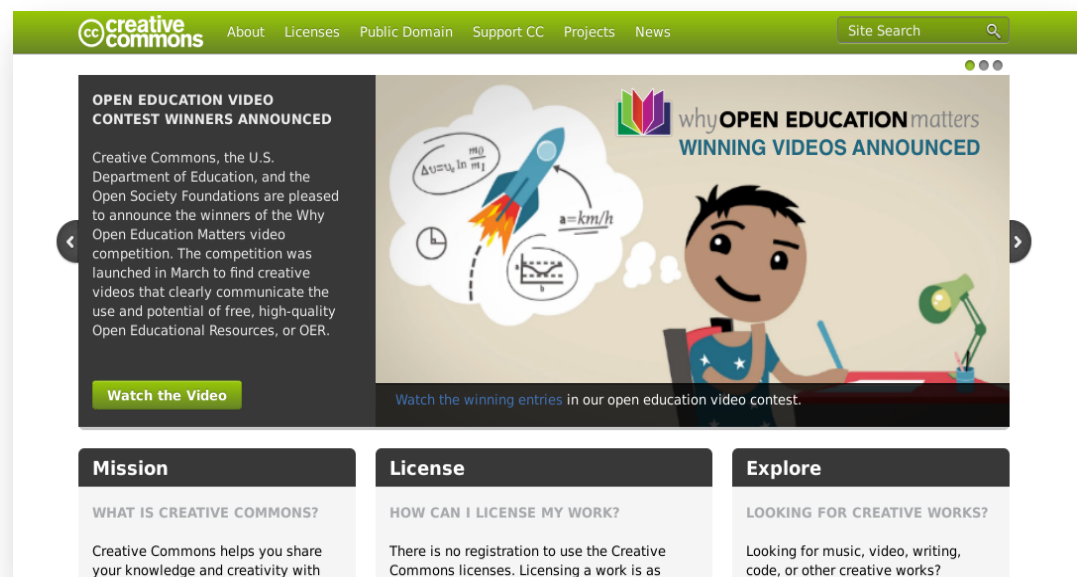 creative commons
About Licenses Public Domain Support CC Projects News
Site Search
OPEN EDUCATION VIDEO
CONTEST WINNERS ANNOUNCED
Creative Commons, the U.S.
Department of Education, and the
Open Society Foundations are pleased
to announce the winners of the Why
Open Education Matters video
competition. The competition was
launched in March to find creative
videos that clearly communicate the
use and potential of free, high-quality
Open Educational Resources, or OER.
Watch the Video
why OPEN EDUCATION matters
WINNING VIDEOS ANNOUNCED
a=km/h
Watch the winning entries in our open education video contest.
Mission
WHAT IS CREATIVE COMMONS?
Creative Commons helps you share
your knowledge and creativity with
License
HOW CAN I LICENSE MY WORK?
There is no registration to use the Creative
Commons licenses. Licensing a work is as
Explore
LOOKING FOR CREATIVE WORKS?
Looking for music, video, writing,
code, or other creative works?